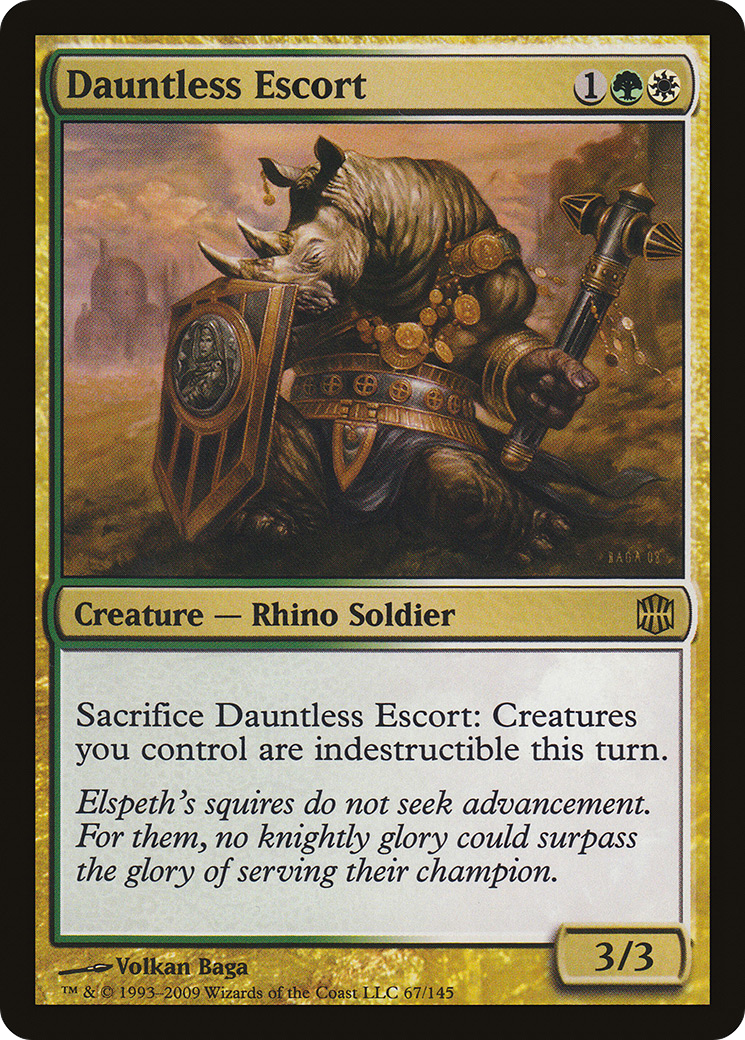 Dauntless Escort 1
BAGA 08
Creature — Rhino Soldier
Sacrifice Dauntless Escort: Creatures
you control are indestructible this turn.
Elspeth's squires do not seek advancement.
For them, no knightly glory could surpass
the glory of serving their champion.
3/3
Volkan Baga
™ & © 1993–2009 Wizards of the Coast LLC 67/145